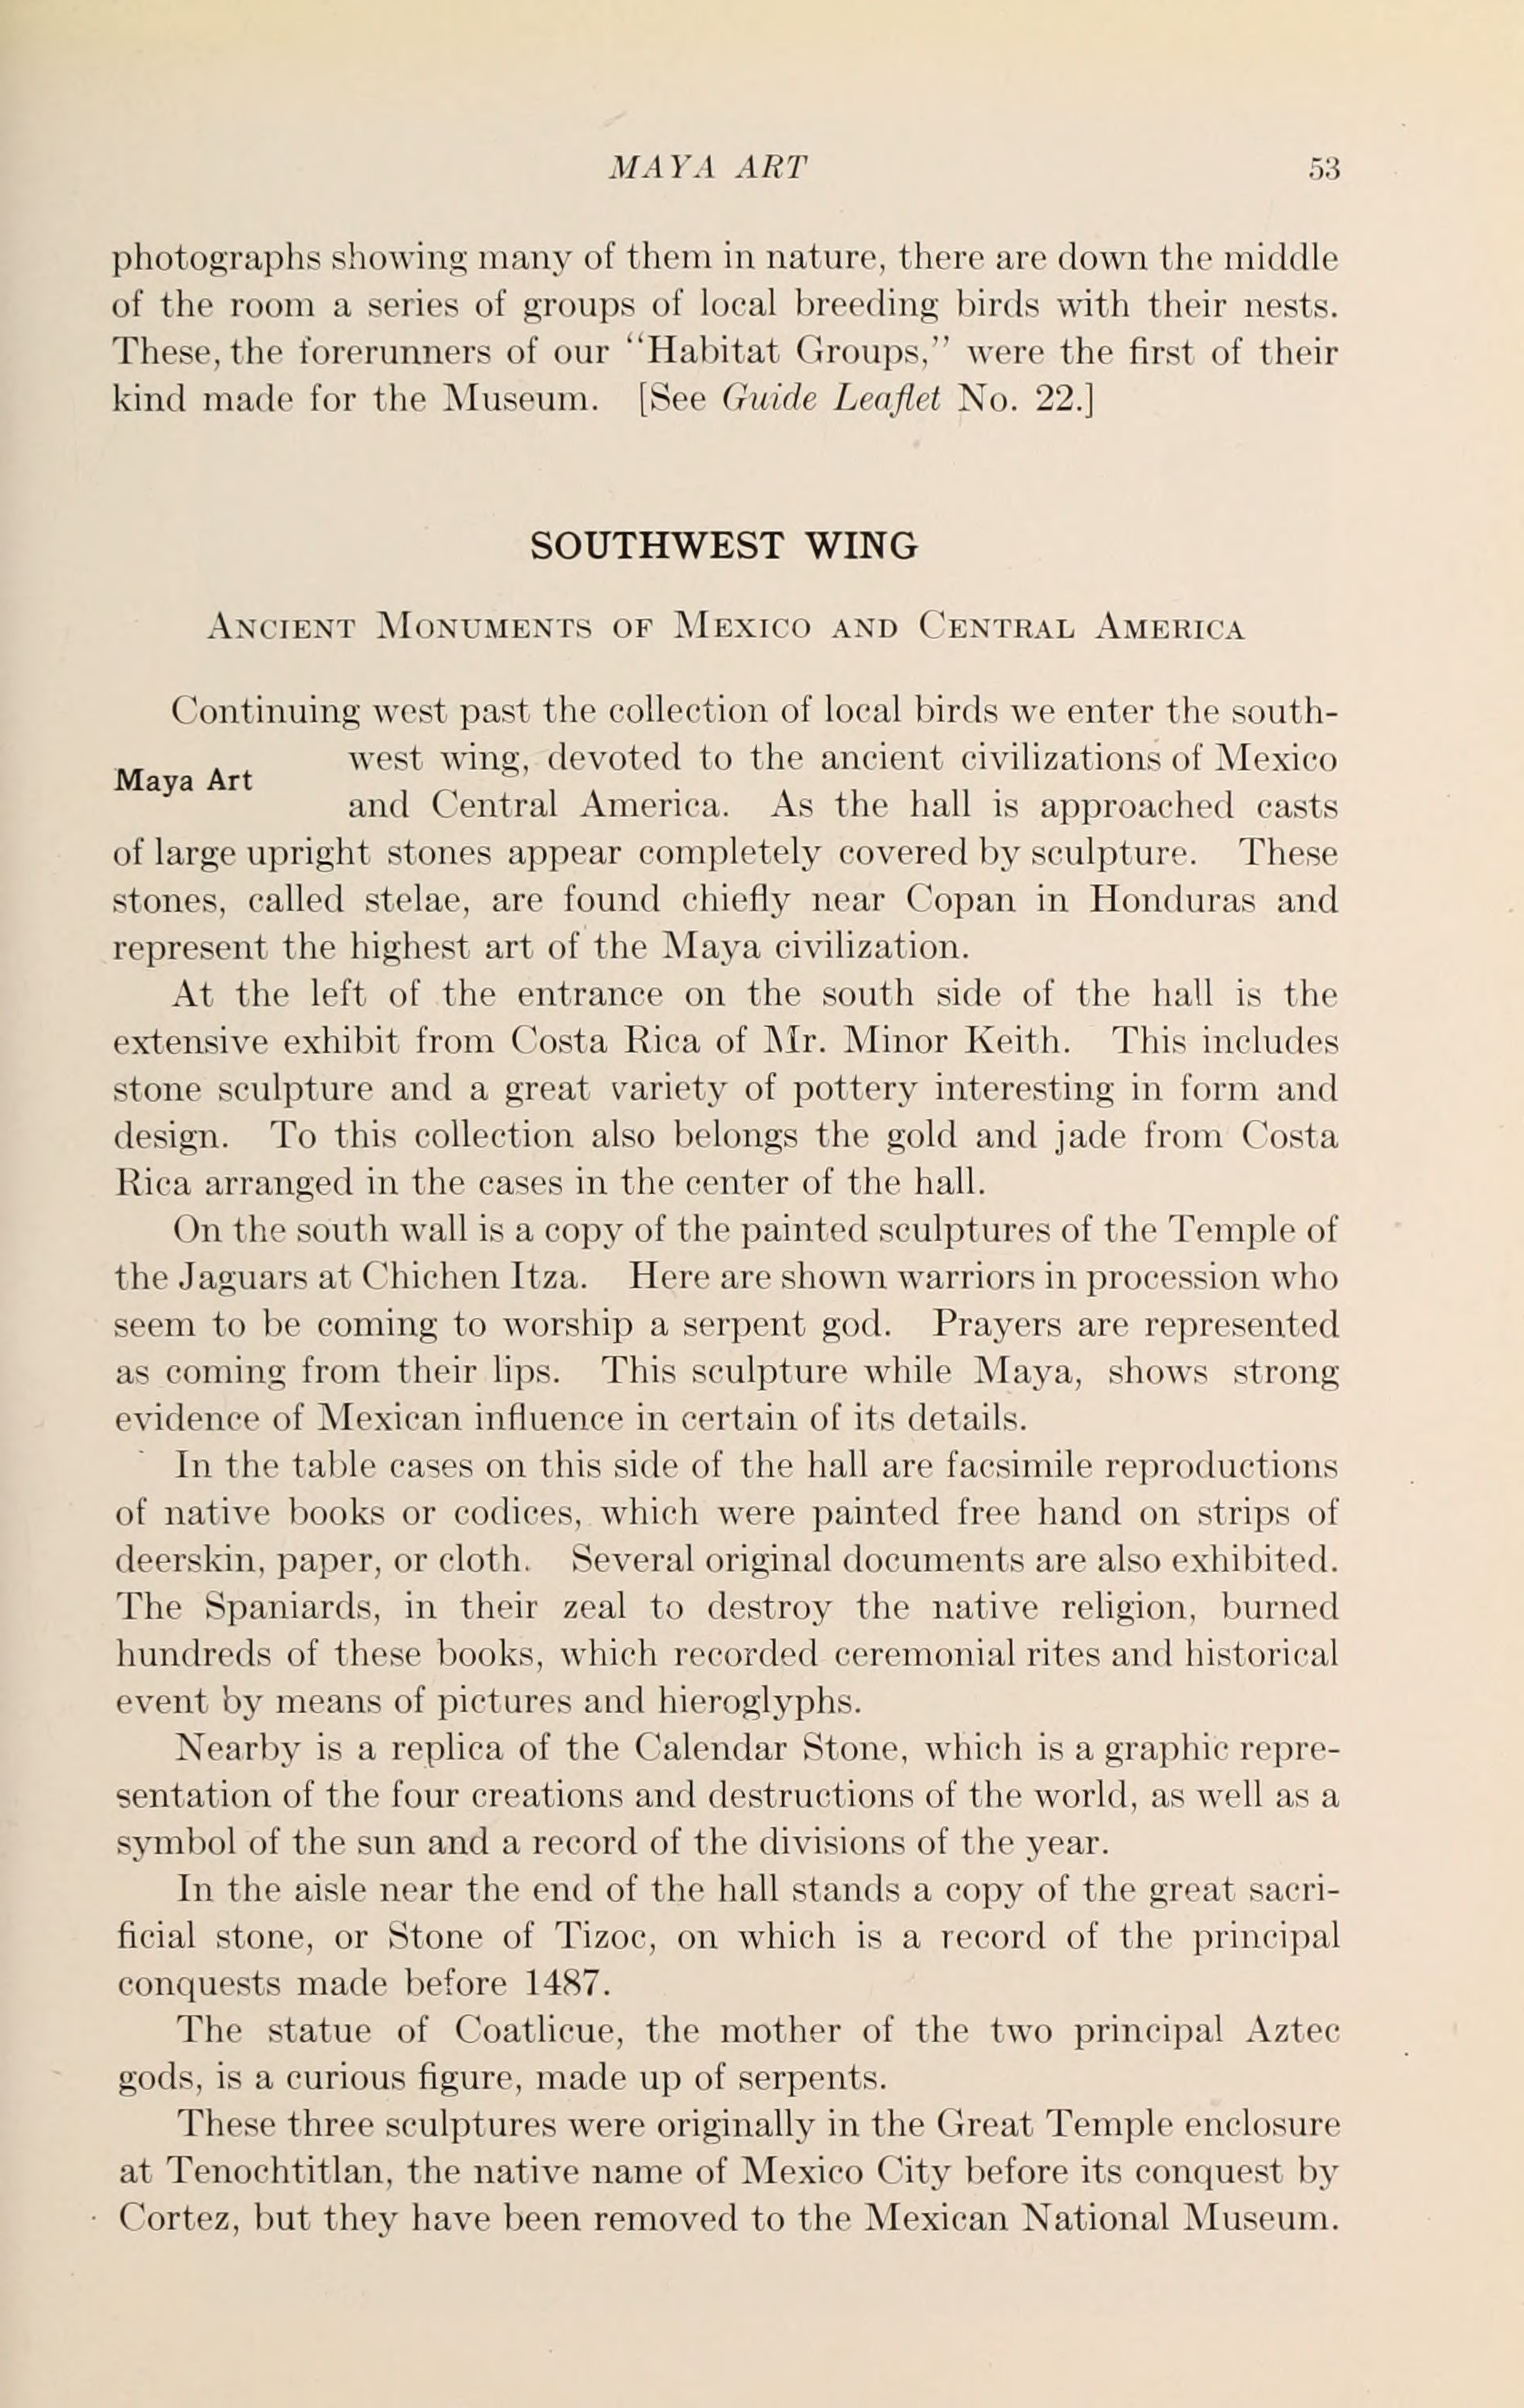 MAYA ART 53
photographs showing many of them in nature, there are down the middle
of the room a series of groups of local breeding birds with their nests.
These, the forerunners of our "Habitat Groups," were the first of their
kind made for the Museum. [See Guide Leaflet No. 22.]
SOUTHWEST WING
Ancient Monuments of Mexico and Central America
Continuing west past the collection of local birds we enter the south-
Maya Art
west wing, devoted to the ancient civilizations of Mexico
and Central America. As the hall is approached casts
of large upright stones appear completely covered by sculpture. These
stones, called stelae, are found chiefly near Copan in Honduras and
represent the highest art of the Maya civilization.
At the left of the entrance on the south side of the hall is the
extensive exhibit from Costa Rica of Mr. Minor Keith. This includes
stone sculpture and a great variety of pottery interesting in form and
design. To this collection also belongs the gold and jade from Costa
Rica arranged in the cases in the center of the hall.
On the south wall is a copy of the painted sculptures of the Temple of
the Jaguars at Chichen Itza. Here are shown warriors in procession who
seem to be coming to worship a serpent god. Prayers are represented
as coming from their lips. This sculpture while Maya, shows strong
evidence of Mexican influence in certain of its details.
In the table cases on this side of the hall are facsimile reproductions
of native books or codices, which were painted free hand on strips of
deerskin, paper, or cloth. Several original documents are also exhibited.
The Spaniards, in their zeal to destroy the native religion, burned
hundreds of these books, which recorded ceremonial rites and historical
event by means of pictures and hieroglyphs.
Nearby is a replica of the Calendar Stone, which is a graphic repre-
sentation of the four creations and destructions of the world, as well as a
symbol of the sun and a record of the divisions of the year.
In the aisle near the end of the hall stands a copy of the great sacri-
ficial stone, or Stone of Tizoc, on which is a record of the principal
conquests made before 1487.
The statue of Coatlicue, the mother of the two principal Aztec
gods, is a curious figure, made up of serpents.
These three sculptures were originally in the Great Temple enclosure
at Tenochtitlan, the native name of Mexico City before its conquest by
Cortez, but they have been removed to the Mexican National Museum.